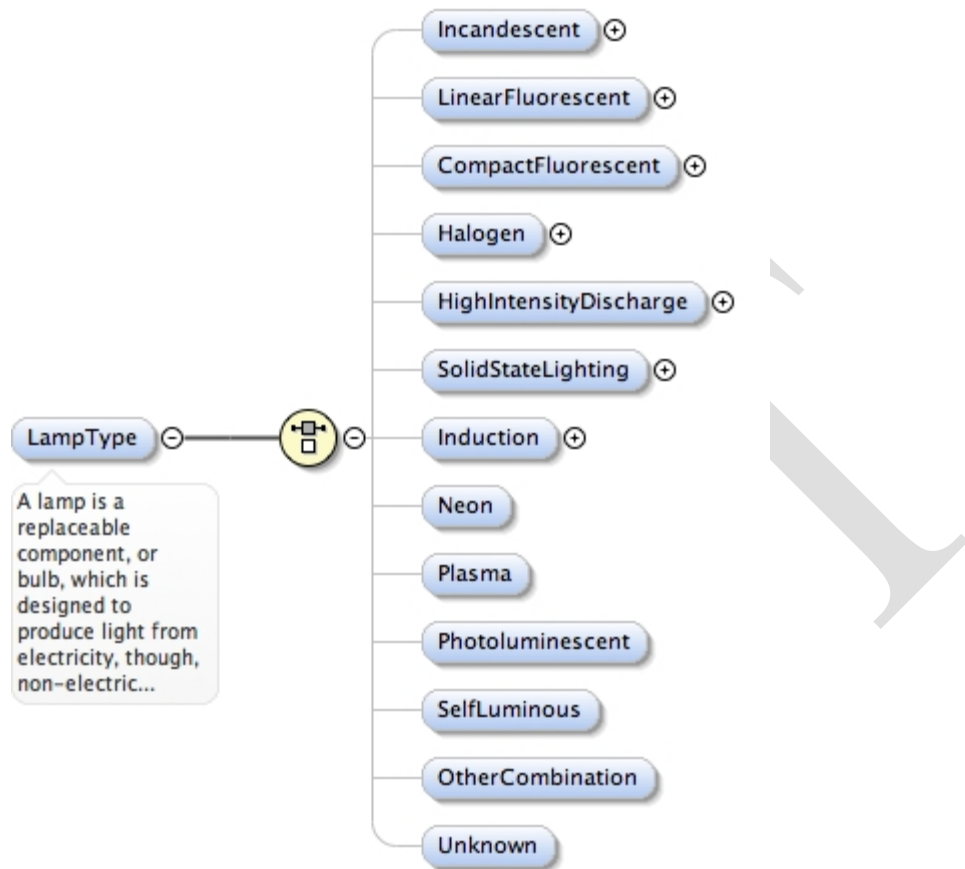 Incandescent
LinearFluorescent
CompactFluorescent
Halogen
HighIntensityDischarge
SolidStateLighting
LampType
Induction
A lamp is a
replaceable
component, or
bulb, which is
designed to
produce light from
electricity, though,
non-electric...
Neon
Plasma
Photoluminescent
SelfLuminous
OtherCombination
Unknown